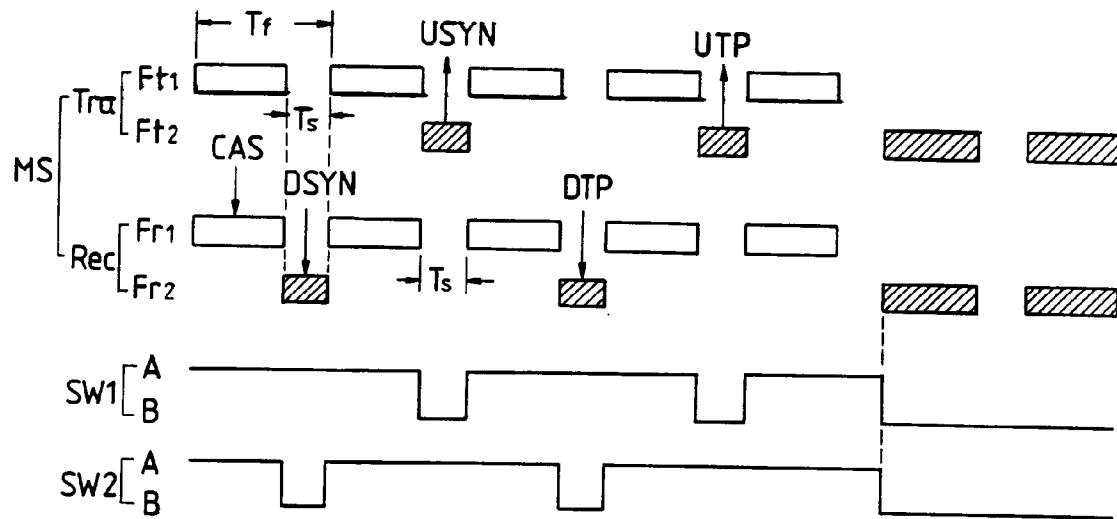 Tf USYN UTP
Ft1
Tra
Ts
Ft2
CAS
MS
DSYN DTP
Fr1
Rec
Ts
Fr2
A
SW1
B
A
SW2
B